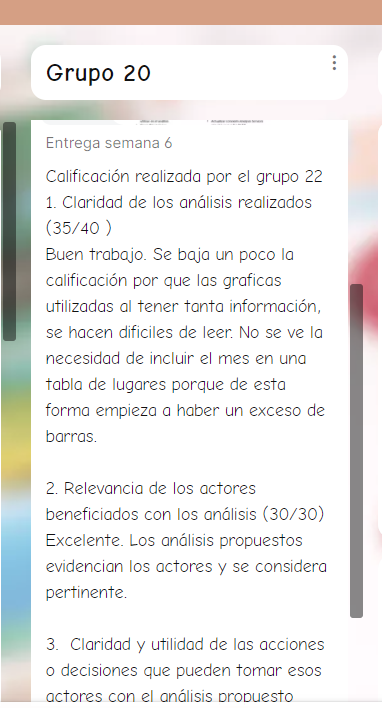 Grupo 20
Entrega semana 6
Calificación realizada por el grupo 22
1. Claridad de los análisis realizados
(35/40 )
Buen trabajo. Se baja un poco la
calificación por que las graficas
utilizadas al tener tanta información,
se hacen dificiles de leer. No se ve la
necesidad de incluir el mes en una
tabla de lugares porque de esta
forma empieza a haber un exceso de
barras.
2. Relevancia de los actores
beneficiados con los análisis (30/30)
Excelente. Los análisis propuestos
evidencian los actores y se considera
pertinente.
3. Claridad y utilidad de las acciones
o decisiones que pueden tomar esos
actores con el análisis propuesto